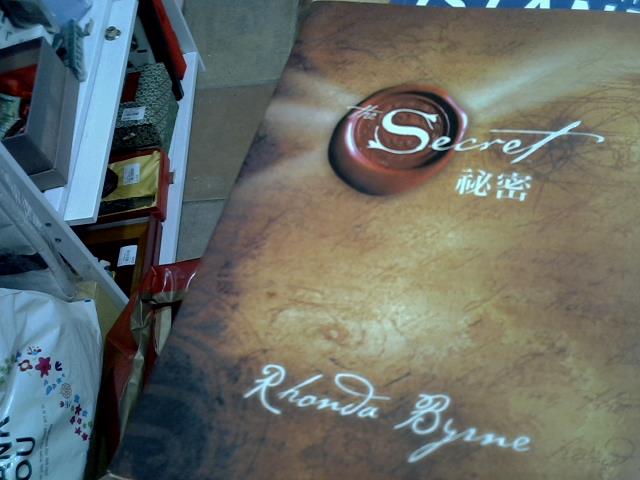 the Secret
祕密
Rhonda Byrne